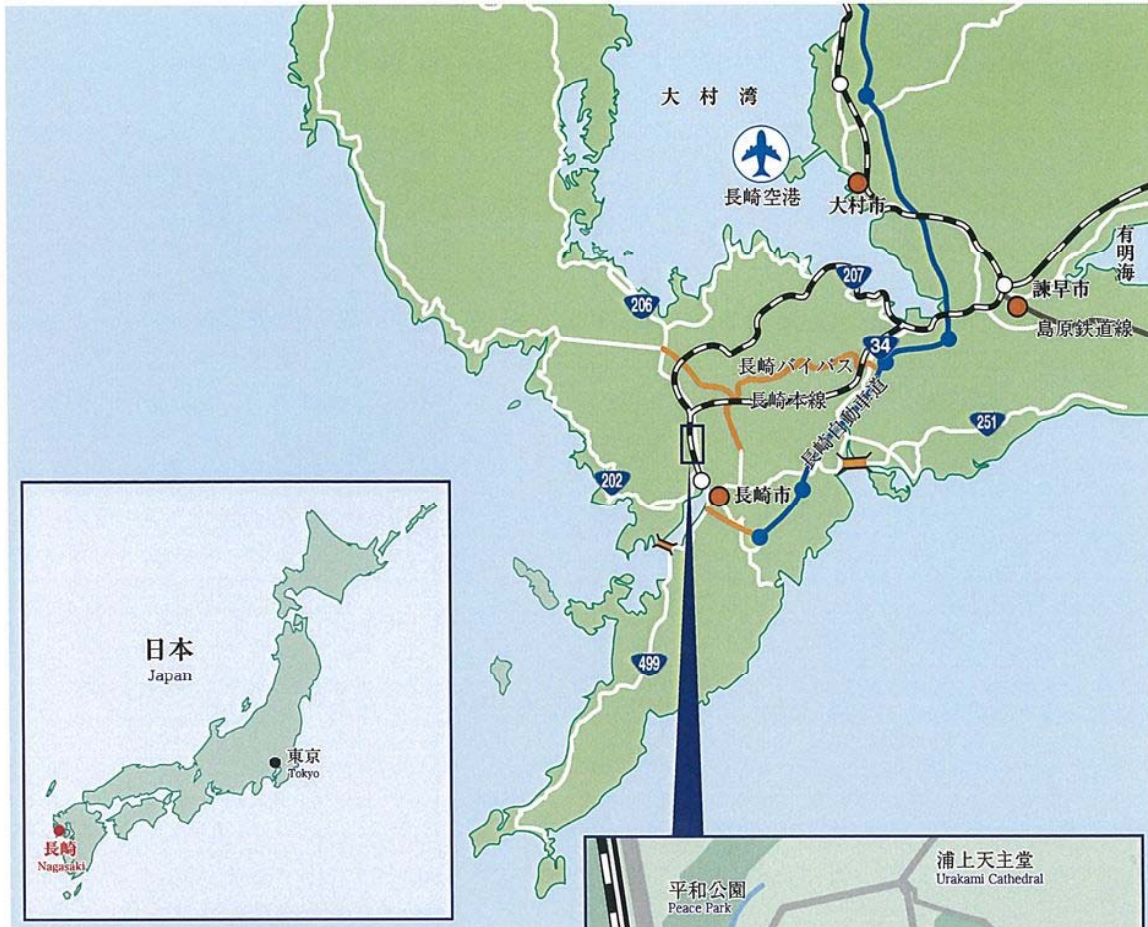 大村湾
長崎空港
大村市
有明海
諫早市
島原鉄道線
207
206
34
長崎バイパス
長崎本線
長崎自動車道
251
202
長崎市
499
日本
Japan
東京
Tokyo
長崎
Nagasaki
平和公園
Peace Park
浦上天主堂
Urakami Cathedral